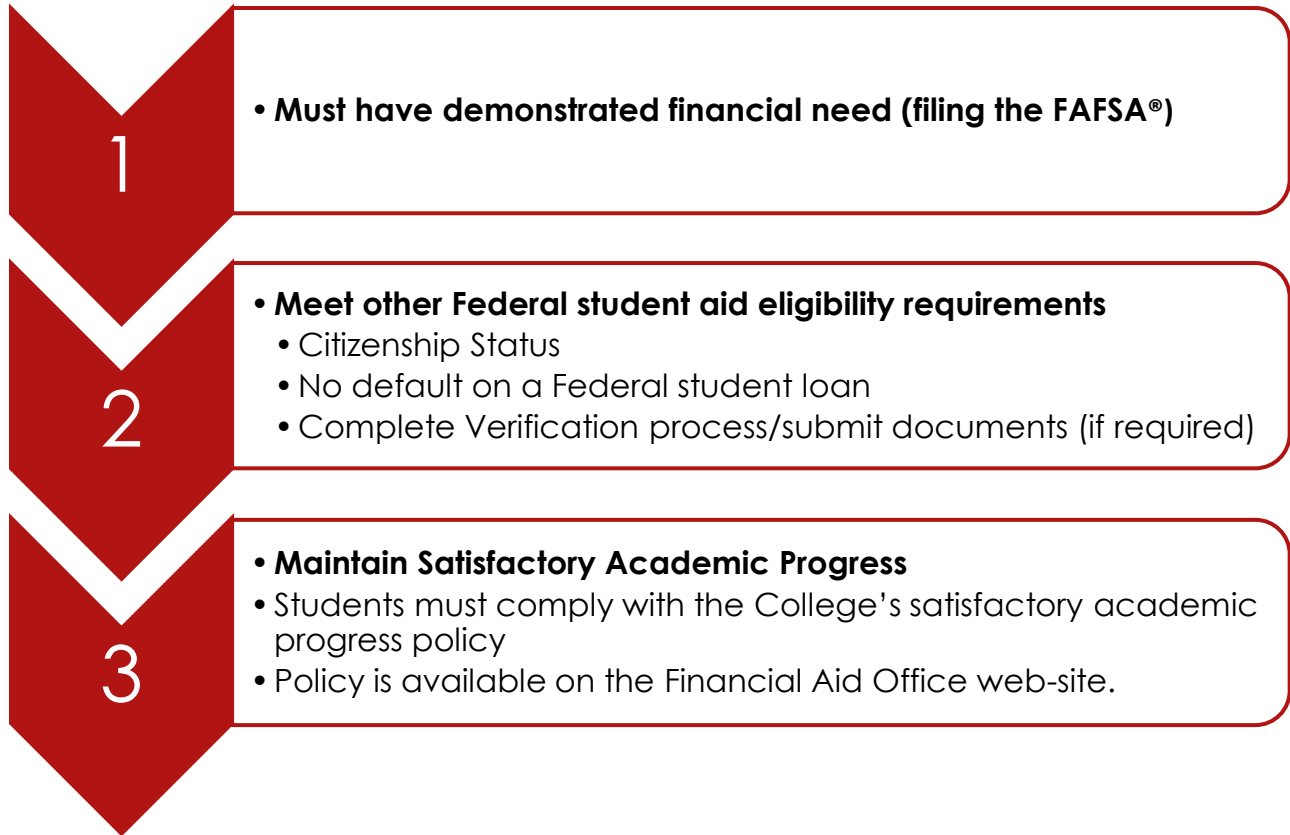 1
• Must have demonstrated financial need (filing the FAFSA®)
2
• Meet other Federal student aid eligibility requirements
• Citizenship Status
• No default on a Federal student loan
• Complete Verification process/submit documents (if required)
3
• Maintain Satisfactory Academic Progress
• Students must comply with the College’s satisfactory academic
progress policy
• Policy is available on the Financial Aid Office web-site.